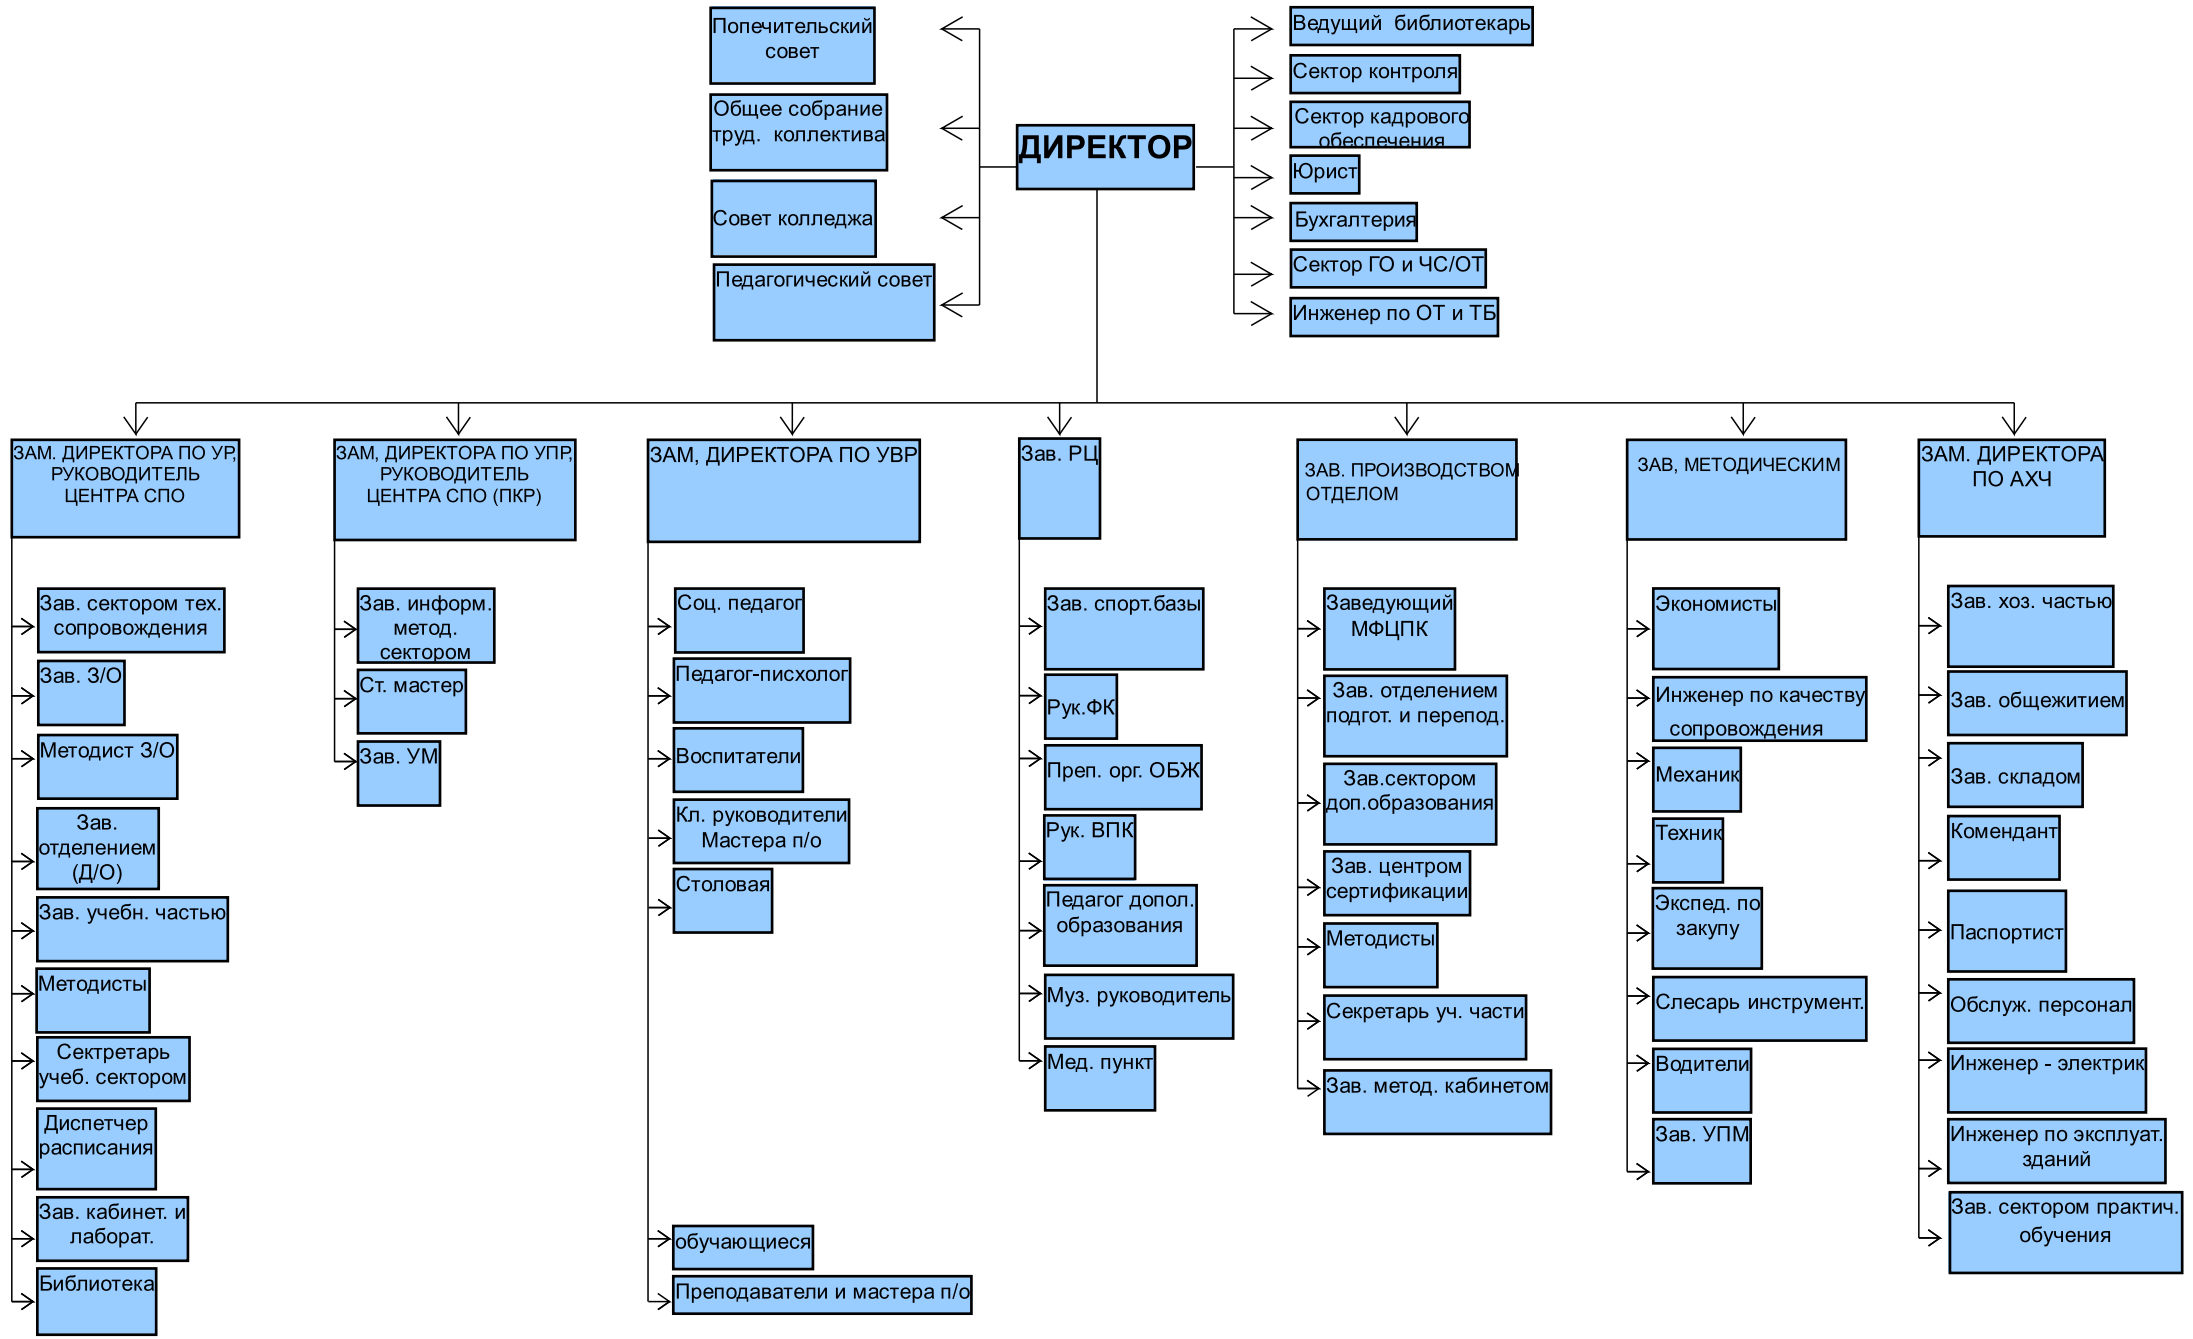 Попечительский
совет
Общее собрание
труд. коллектива
Совет колледжа
Педагогический совет
ДИРЕКТОР
Ведущий библиотекарь
Сектор контроля
Сектор кадрового
обеспечения
Юрист
Бухгалтерия
Сектор ГО и ЧС/ОТ
Инженер по ОТ и ТБ
ЗАМ. ДИРЕКТОРА ПО УР,
РУКОВОДИТЕЛЬ
ЦЕНТРА СПО
Зав. сектором тех.
сопровождения
Зав. З/О
Методист З/О
Зав.
отделением
(Д/О)
Зав. учебн. частью
Методисты
Сектретарь
учеб. сектором
Диспетчер
расписания
Зав. кабинет. и
лаборат.
Библиотека
ЗАМ, ДИРЕКТОРА ПО УПР,
РУКОВОДИТЕЛЬ
ЦЕНТРА СПО (ПКР)
Зав. информ.
метод.
сектором
Ст. мастер
Зав. УМ
ЗАМ, ДИРЕКТОРА ПО УВР
Соц. педагог
Педагог-писхолог
Воспитатели
Кл. руководители
Мастера п/о
Столовая
обучающиеся
Преподаватели и мастера п/о
Зав. РЦ
Зав. спорт.базы
Рук.ФК
Преп. орг. ОБЖ
Рук. ВПК
Педагог допол.
образования
Муз. руководитель
Мед. пункт
ЗАВ. ПРОИЗВОДСТВОМ
ОТДЕЛОМ
Заведующий
МФЦПК
Зав. отделением
подгот. и перепод.
Зав.сектором
доп.образования
Зав. центром
сертификации
Методисты
Секретарь уч. части
Зав. метод. кабинетом
ЗАВ, МЕТОДИЧЕСКИМ
Экономисты
Инженер по качеству
сопровождения
Механик
Техник
Экспед. по
закупу
Слесарь инструмент.
Водители
Зав. УПМ
ЗАМ. ДИРЕКТОРА
ПО АХЧ
Зав. хоз. частью
Зав. общежитием
Зав. складом
Комендант
Паспортист
Обслуж. персонал
Инженер - электрик
Инженер по эксплуат.
зданий
Зав. сектором практич.
обучения